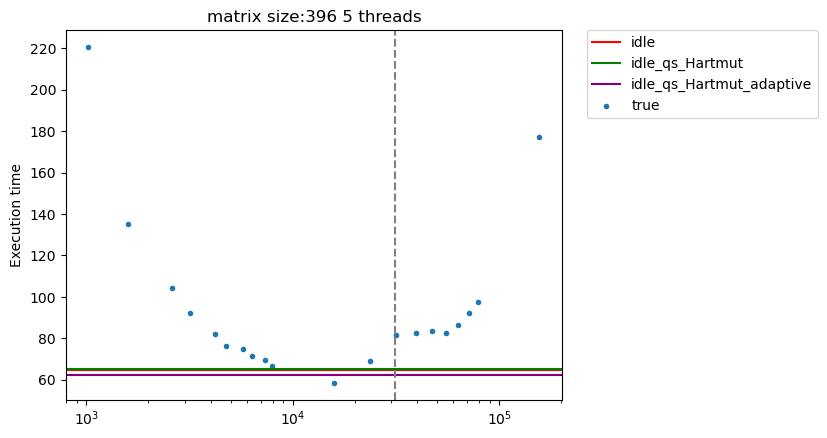 matrix size:396 5 threads
Execution time
220
200
180
160
140
120
100
80
60
10³
10⁴
10⁵
idle
idle_qs_Hartmut
idle_qs_Hartmut_adaptive
true